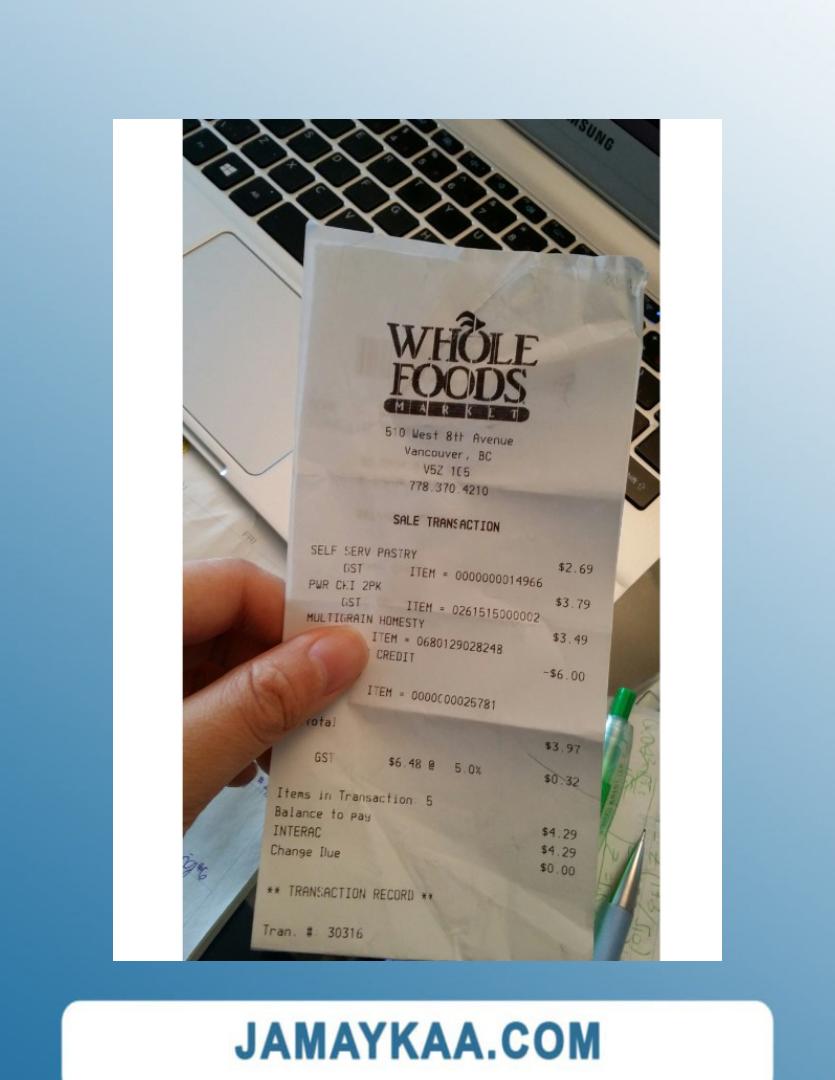 SAMSUNG
WHOLE
FOODS
MARKET
510 West 8th Avenue
Vancouver, BC
V5Z 1C5
778.370.4210
SALE TRANSACTION
SELF SERV PASTRY $2.69
GST ITEM = 0000000014966
PWR CHI 2PK $3.79
GST ITEM = 0261515000002
MULTIGRAIN HOMESTY $3.49
ITEM = 0680129028248
CREDIT -$6.00
ITEM = 0000000025781
total $3.97
GST $6.48 @ 5.0% $0.32
Items in Transaction: 5
Balance to pay $4.29
INTERAC $4.29
Change Due $0.00
** TRANSACTION RECORD **
Tran. #: 30316
JAMAYKAA.COM